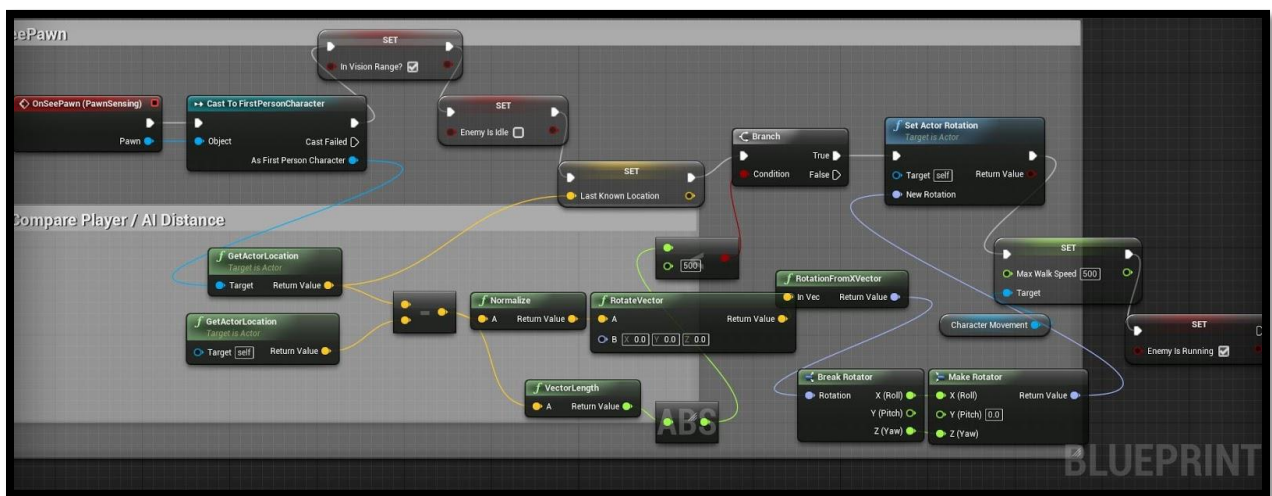 eePawn
SET
In Vision Range?
OnSeePawn (PawnSensing)
Pawn
Cast To FirstPersonCharacter
Object
Cast Failed
As First Person Character
SET
Enemy Is Idle
SET
Last Known Location
Branch
True
Condition
False
Set Actor Rotation
Target is Actor
Target self
Return Value
New Rotation
Compare Player / AI Distance
GetActorLocation
Target is Actor
Target
Return Value
GetActorLocation
Target is Actor
Target self
Return Value
-
Normalize
A
Return Value
RotateVector
A
Return Value
B X 0.0 Y 0.0 Z 0.0
500
RotationFromXVector
In Vec
Return Value
SET
Max Walk Speed 500
Target
Character Movement
SET
Enemy Is Running
VectorLength
A
Return Value
ABS
Break Rotator
Rotation
X (Roll)
Y (Pitch)
Z (Yaw)
Make Rotator
X (Roll)
Return Value
Y (Pitch) 0.0
Z (Yaw)
BLUEPRINT